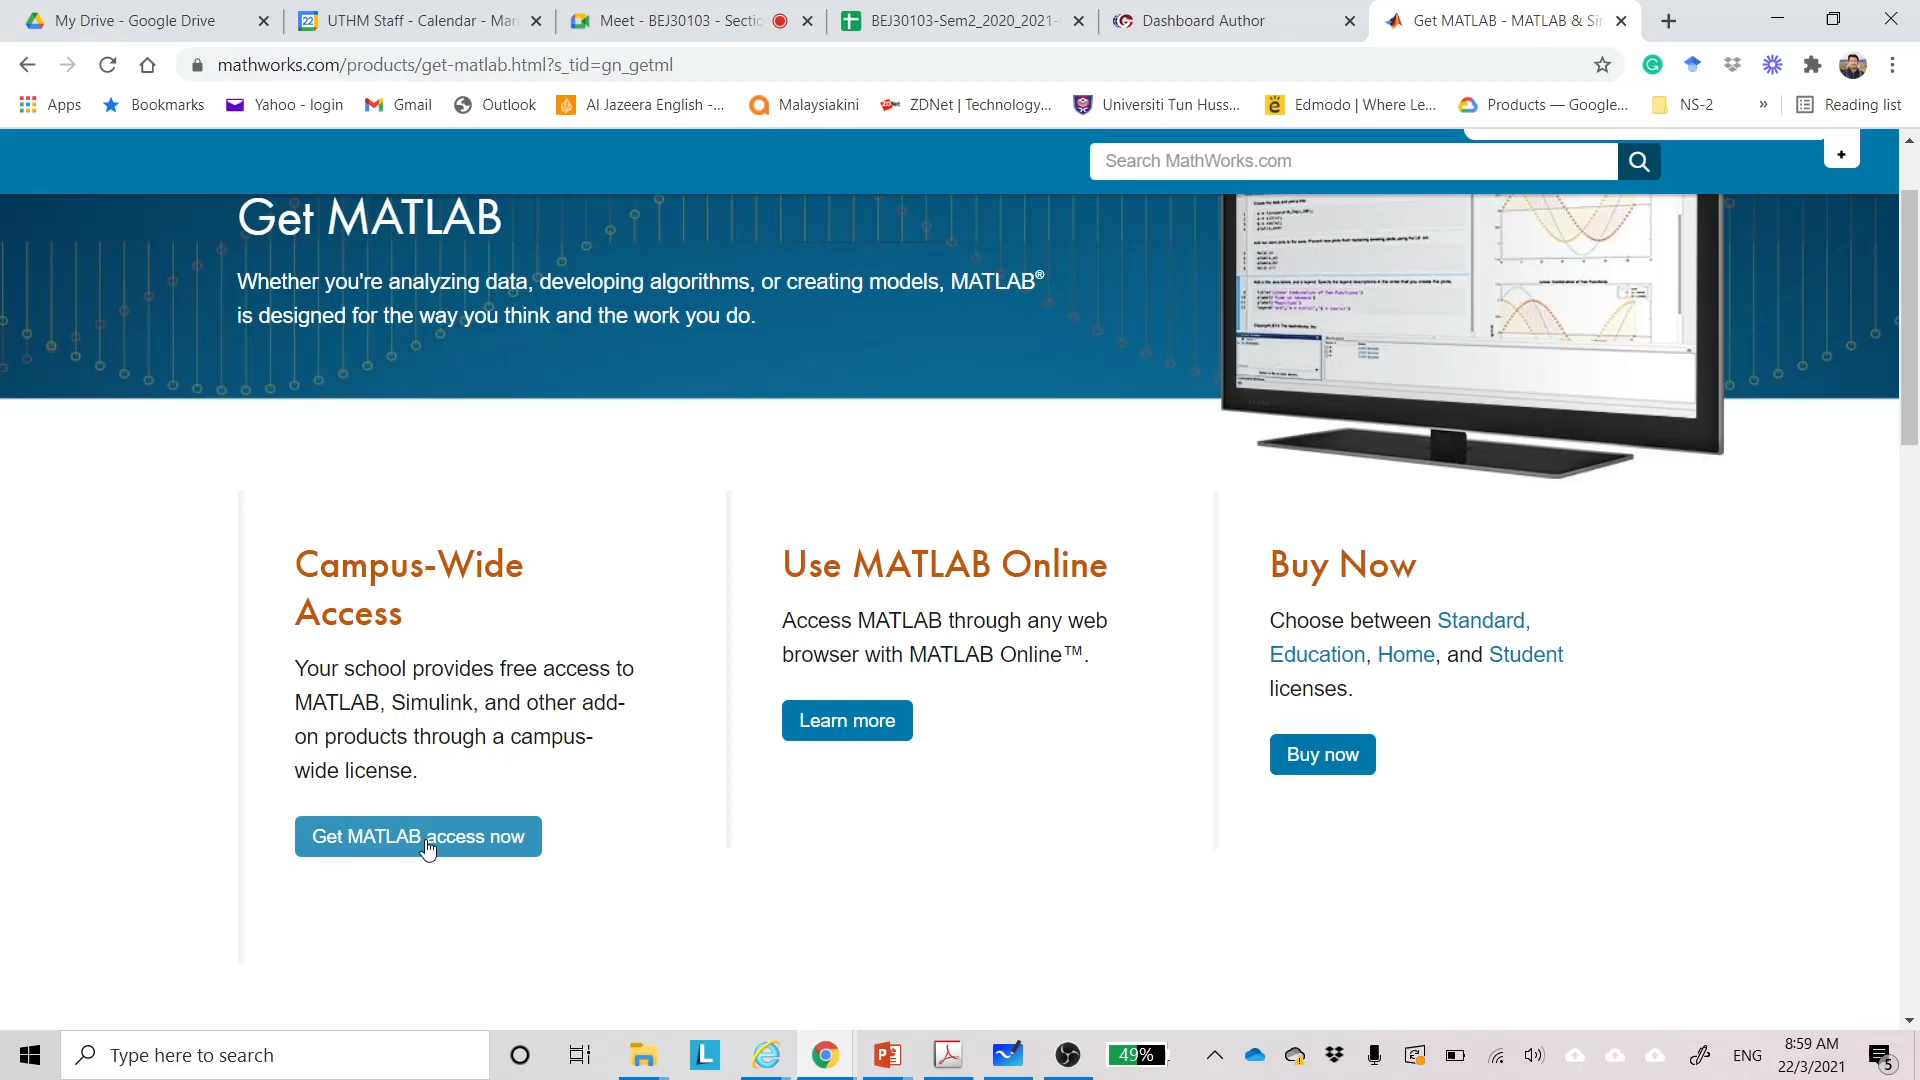 My Drive - Google Drive
UTHM Staff - Calendar - Mar
Meet - BEJ30103 - Sectio
BEJ30103-Sem2_2020_2021-
Dashboard Author
Get MATLAB - MATLAB & Sim
mathworks.com/products/get-matlab.html?s_tid=gn_getml
Apps
Bookmarks
Yahoo - login
Gmail
Outlook
Al Jazeera English -...
Malaysiakini
ZDNet | Technology,...
Universiti Tun Huss...
Edmodo | Where Le...
Products — Google...
NS-2
»
Reading list
Search MathWorks.com
Get MATLAB
Whether you're analyzing data, developing algorithms, or creating models, MATLAB®
is designed for the way you think and the work you do.
Campus-Wide
Access
Your school provides free access to
MATLAB, Simulink, and other add-
on products through a campus-
wide license.
Get MATLAB access now
Use MATLAB Online
Access MATLAB through any web
browser with MATLAB Online™.
Learn more
Buy Now
Choose between Standard,
Education, Home, and Student
licenses.
Buy now
Type here to search
49%
ENG
8:59 AM
22/3/2021
5